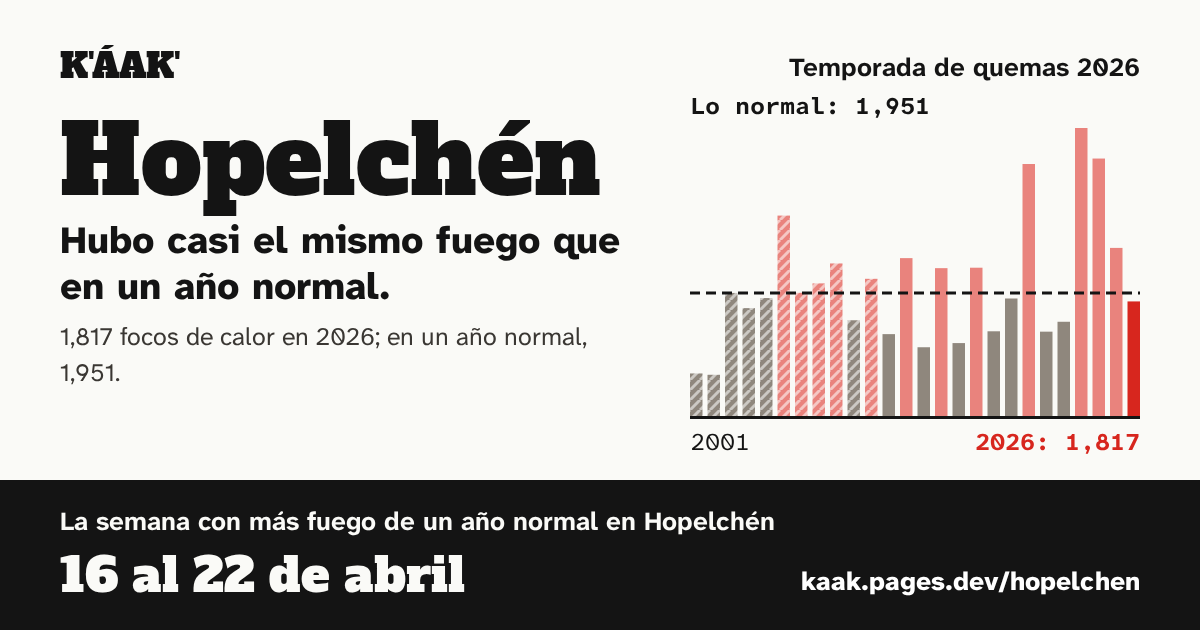 K'ÁAK'
Hopelchén
Hubo casi el mismo fuego que
en un año normal.
1,817 focos de calor en 2026; en un año normal,
1,951.
Temporada de quemas 2026
Lo normal: 1,951
2001
2026: 1,817
La semana con más fuego de un año normal en Hopelchén
16 al 22 de abril
kaak.pages.dev/hopelchen